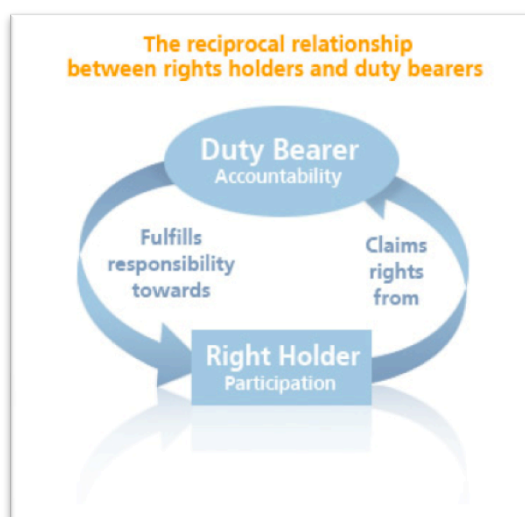 The reciprocal relationship
between rights holders and duty bearers
Duty Bearer
Accountability
Fulfills
responsibility
towards
Claims
rights
from
Right Holder
Participation